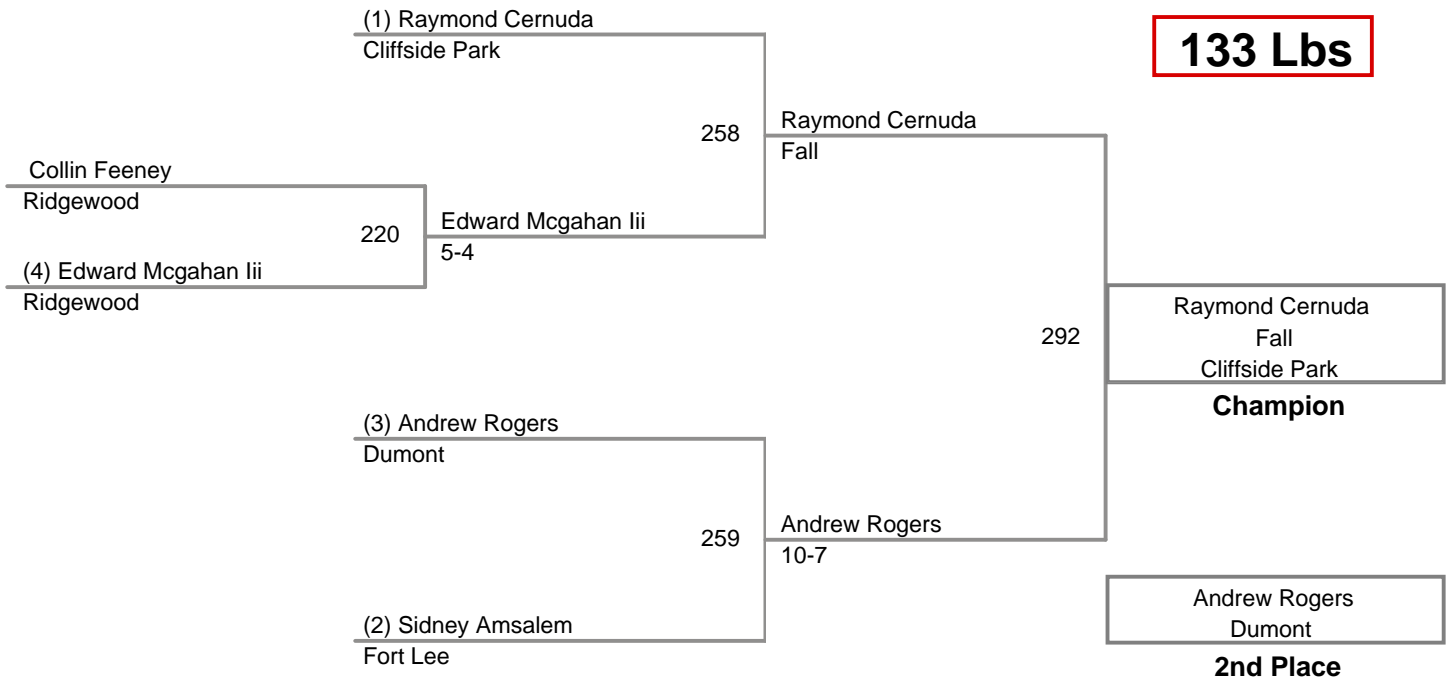 (1) Raymond Cernuda
Cliffside Park
133 Lbs
258
Raymond Cernuda
Fall
Collin Feeney
Ridgewood
220
Edward Mcgahan Iii
5-4
(4) Edward Mcgahan Iii
Ridgewood
292
Raymond Cernuda
Fall
Cliffside Park
Champion
(3) Andrew Rogers
Dumont
259
Andrew Rogers
10-7
(2) Sidney Amsalem
Fort Lee
Andrew Rogers
Dumont
2nd Place